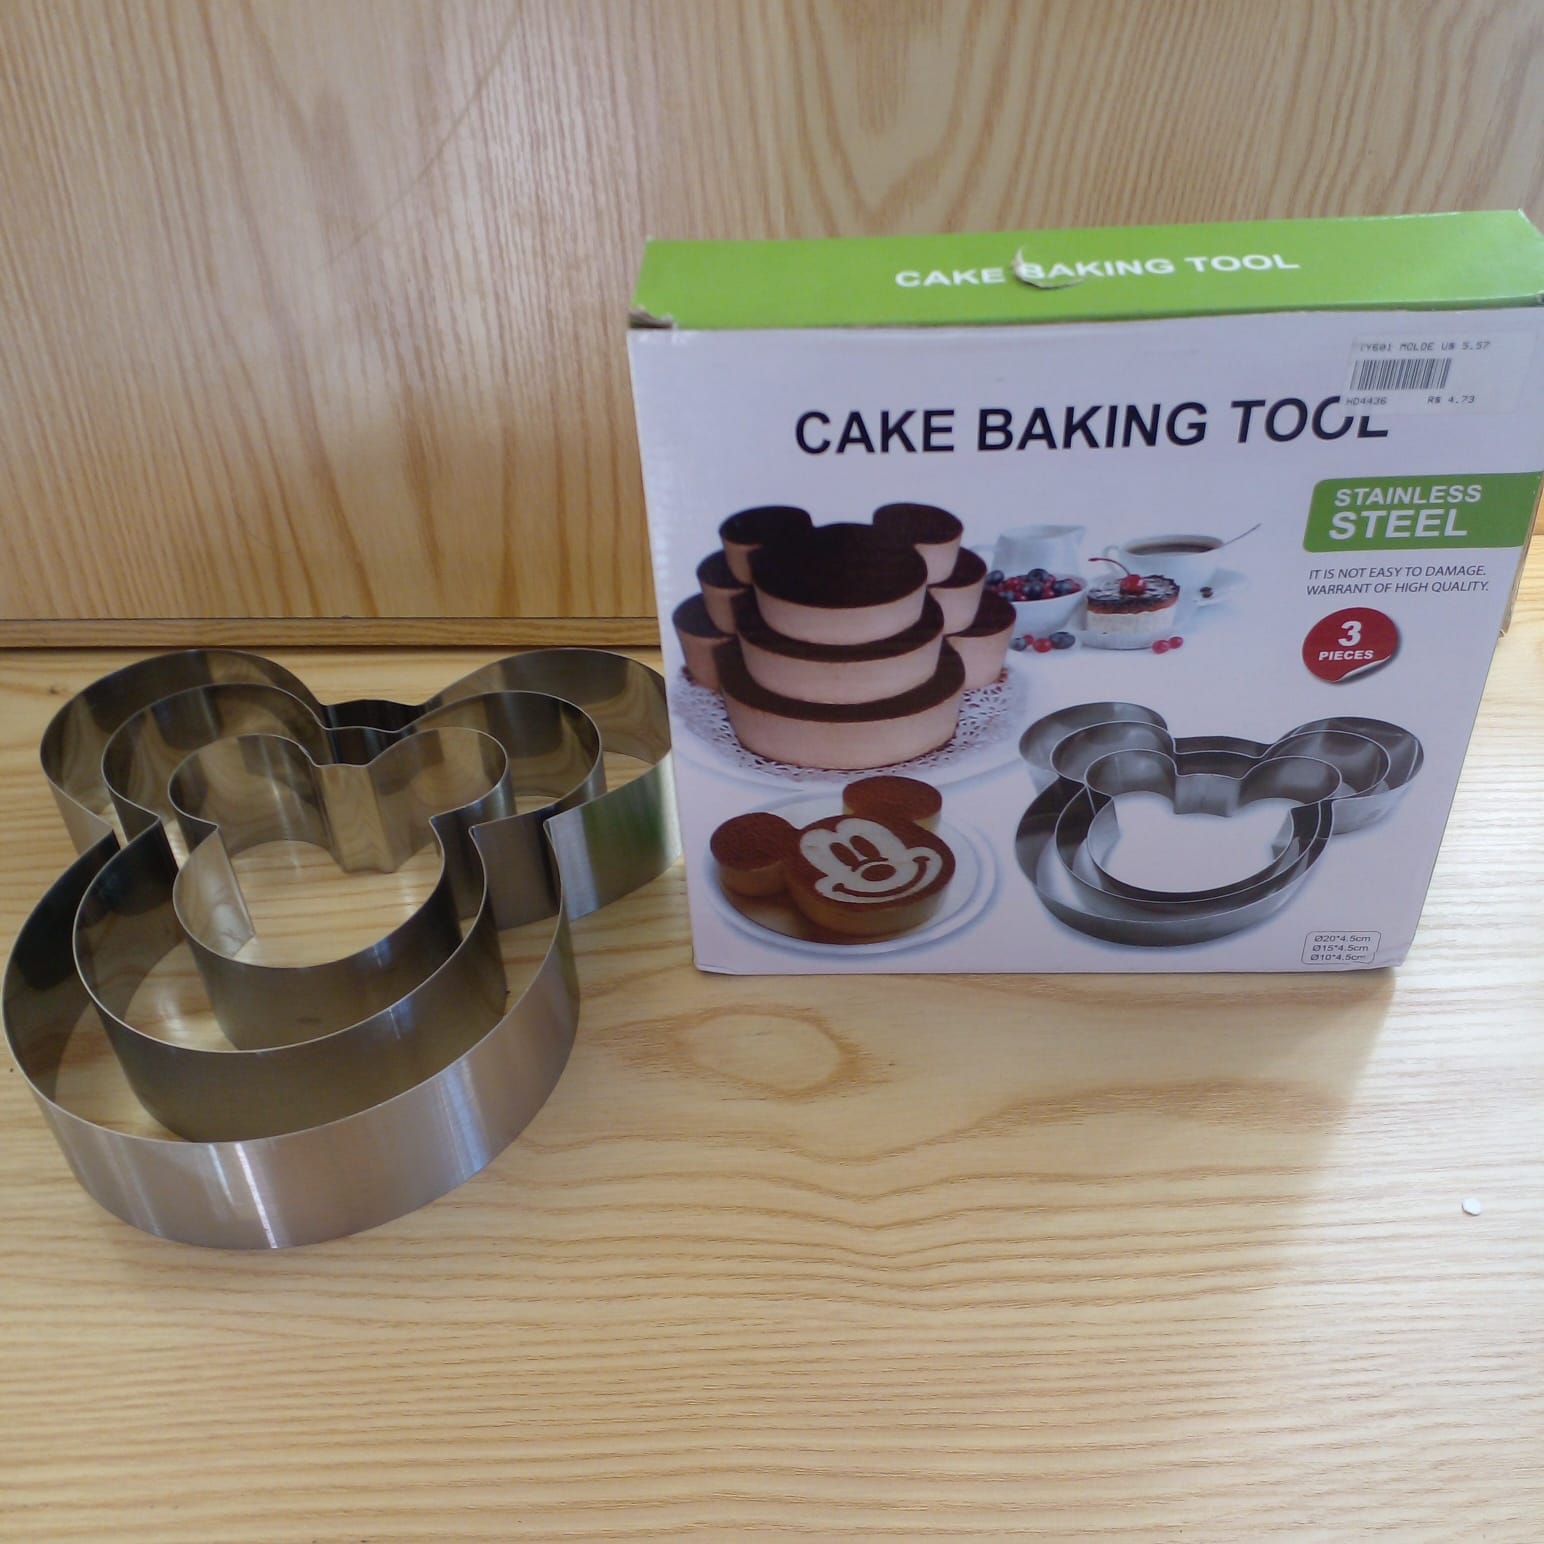 CAKE BAKING TOOL
TY601 MOLDE U$ 5.57
HD4436 R$ 4.73
CAKE BAKING TOOL
STAINLESS
STEEL
IT IS NOT EASY TO DAMAGE.
WARRANT OF HIGH QUALITY.
3
PIECES
Ø20*4.5cm
Ø15*4.5cm
Ø10*4.5cm